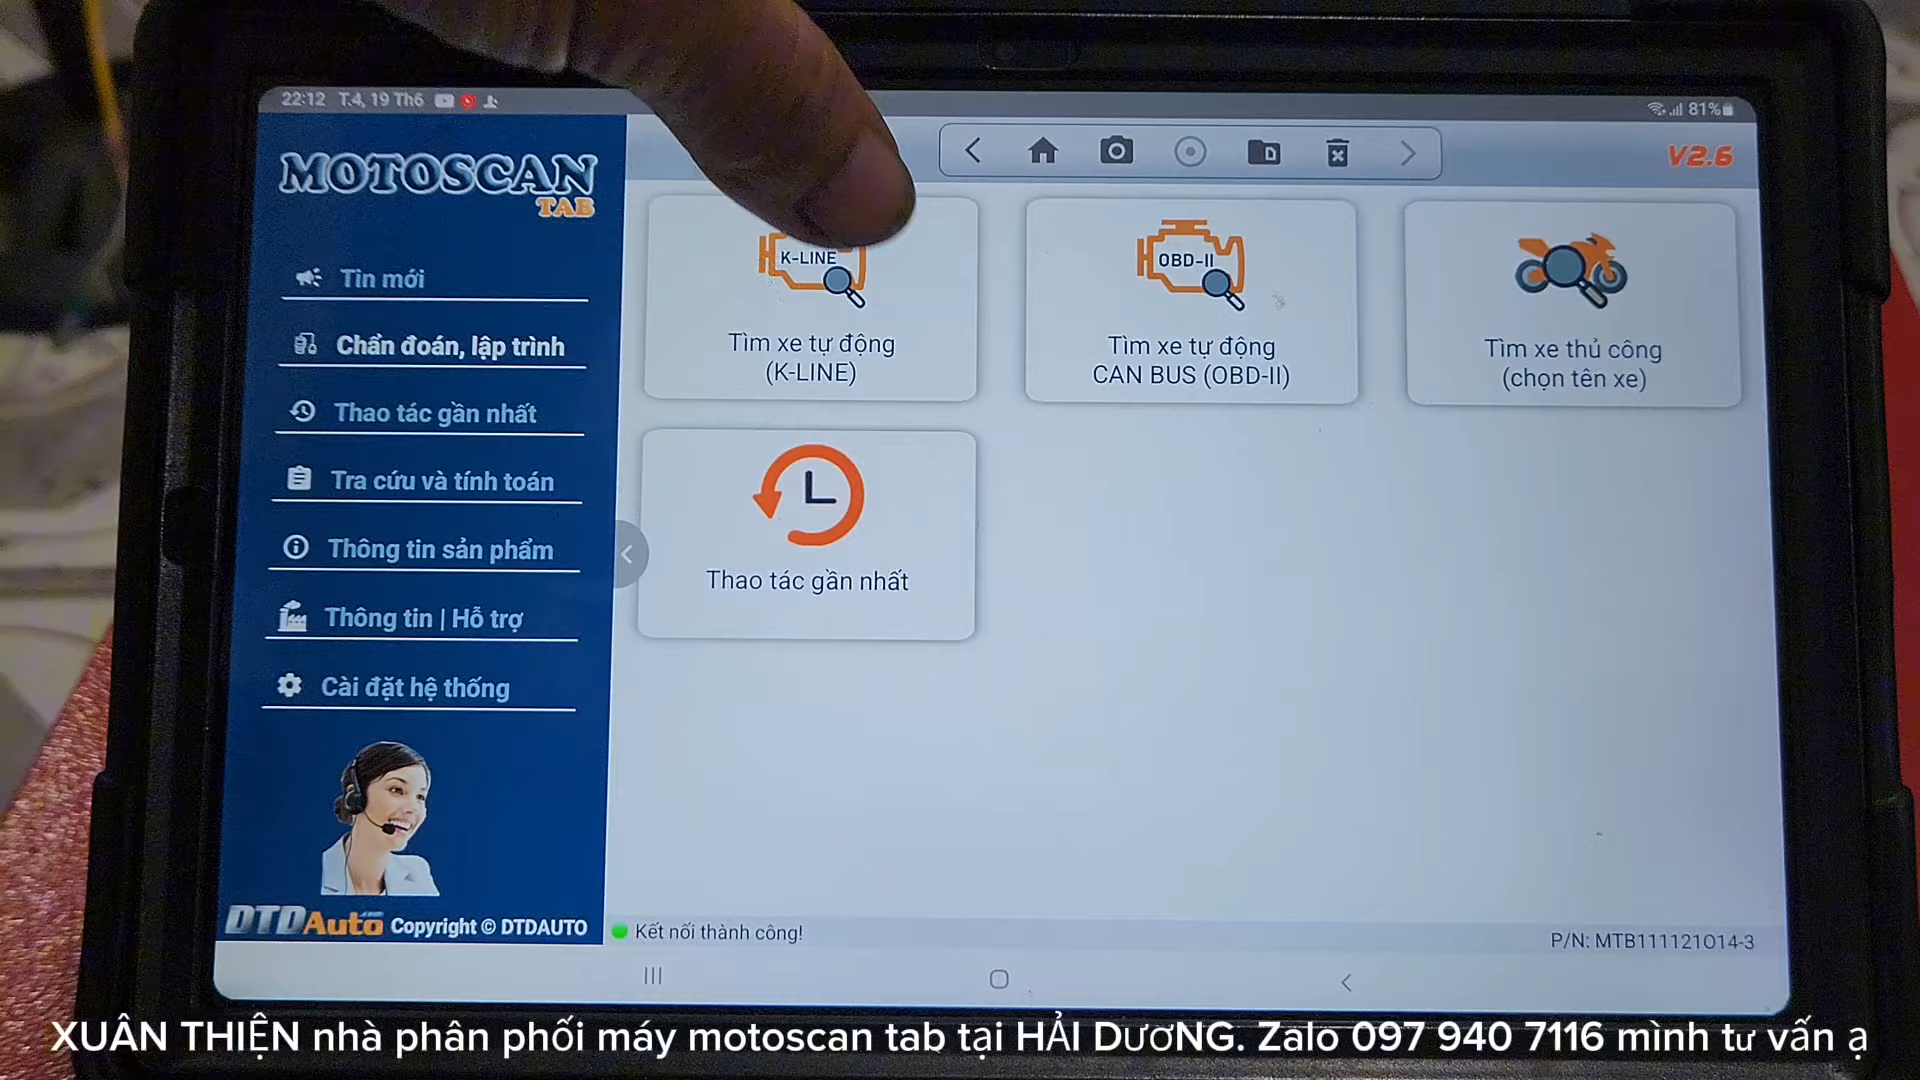 22:12 T.4, 19 Th6
81%
MOTOSCAN
TAB
V2.6
Tin mới
Chẩn đoán, lập trình
Thao tác gần nhất
Tra cứu và tính toán
Thông tin sản phẩm
Thông tin | Hỗ trợ
Cài đặt hệ thống
K-LINE
Tìm xe tự động
(K-LINE)
OBD-II
Tìm xe tự động
CAN BUS (OBD-II)
Tìm xe thủ công
(chọn tên xe)
Thao tác gần nhất
DTDAuto Copyright © DTDAUTO
Kết nối thành công!
P/N: MTB111121O14-3
XUÂN THIỆN nhà phân phối máy motoscan tab tại HẢI DươNG. Zalo 097 940 7116 mình tư vấn ạ